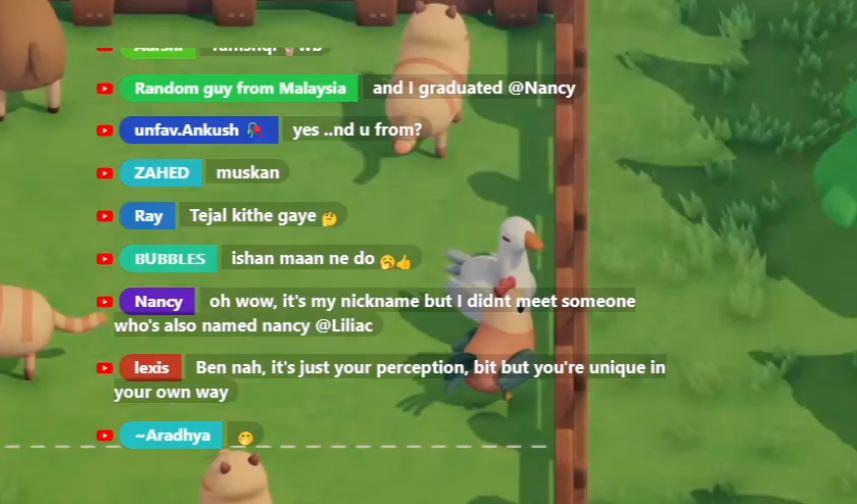 Random guy from Malaysia and I graduated @Nancy
unfav.Ankush 🥀 yes ..nd u from?
ZAHED muskan
Ray Tejal kithe gaye 🤔
BUBBLES ishan maan ne do 🥱👍
Nancy oh wow, it's my nickname but I didnt meet someone
who's also named nancy @Liliac
lexis Ben nah, it's just your perception, bit but you're unique in
your own way
~Aradhya 🤭